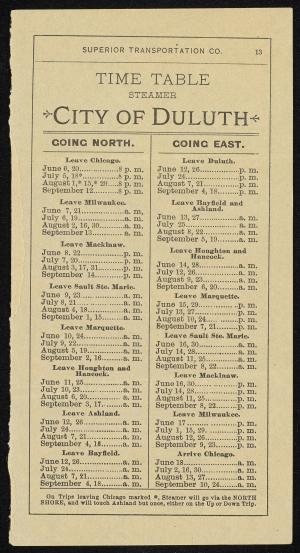 SUPERIOR TRANSPORTATION CO. 13
TIME TABLE
STEAMER
CITY OF DULUTH
GOING NORTH.
Leave Chicago.
June 6, 20 8 p. m.
July 5, 18* 8 p. m.
August 1,* 15,* 29 8 p. m.
September 12 8 p. m.
Leave Milwaukee.
June 7, 21 a. m.
July 6, 19 a. m.
August 2, 16, 30 a. m.
September 13 a. m.
Leave Mackinaw.
June 8, 22 p. m.
July 7, 20 p. m.
August 3, 17, 31 p. m.
September 14 p. m.
Leave Sault Ste. Marie.
June 9, 23 a. m.
July 8, 21 a. m.
August 4, 18 a. m.
September 1, 15 a. m.
Leave Marquette.
June 10, 24 a. m.
July 9, 22 a. m.
August 5, 19 a. m.
September 2, 16 a. m.
Leave Houghton and
Hancock.
June 11, 25 a. m.
July 10, 23 a. m.
August 6, 20 a. m.
September 3, 17 a. m.
Leave Ashland.
June 12, 26 a. m.
July 24 a. m.
August 7, 21 a. m.
September 4, 18 a. m.
Leave Bayfield.
June 12, 26 a. m.
July 24 a. m.
August 7, 21 a. m.
September 4, 18 a. m.
GOING EAST.
Leave Duluth.
June 12, 26 p. m.
July 24 p. m.
August 7, 21 p. m.
September 4, 18 p. m.
Leave Bayfield and
Ashland.
June 13, 27 a. m.
July 25 a. m.
August 8, 22 a. m.
September 5, 19 a. m.
Leave Houghton and
Hancock.
June 14, 28 a. m.
July 12, 26 a. m.
August 9, 23 a. m.
September 6, 20 a. m.
Leave Marquette.
June 15, 29 p. m.
July 13, 27 p. m.
August 10, 24 p. m.
September 7, 21 p. m.
Leave Sault Ste. Marie.
June 16, 30 a. m.
July 14, 28 a. m.
August 11, 25 a. m.
September 8, 22 a. m.
Leave Mackinaw.
June 16, 30 p. m.
July 14, 28 p. m.
August 11, 25 p. m.
September 8, 22 p. m.
Leave Milwaukee.
June 17 p. m.
July 1, 15, 29 p. m.
August 12, 26 p. m.
September 9, 23 p. m.
Arrive Chicago.
June 18 a. m.
July 2, 16, 30 a. m.
August 13, 27 a. m.
September 10, 24 a. m.
On Trips leaving Chicago marked *, Steamer will go via the NORTH
SHORE, and will touch Ashland but once, either on the Up or Down Trip.